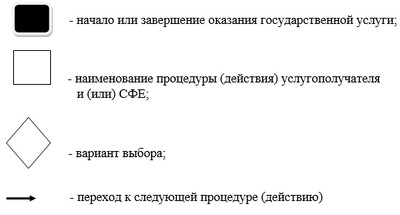 - начало или завершение оказания государственной услуги;
- наименование процедуры (действия) услугополучателя
и (или) СФЕ;
- вариант выбора;
- переход к следующей процедуре (действию)